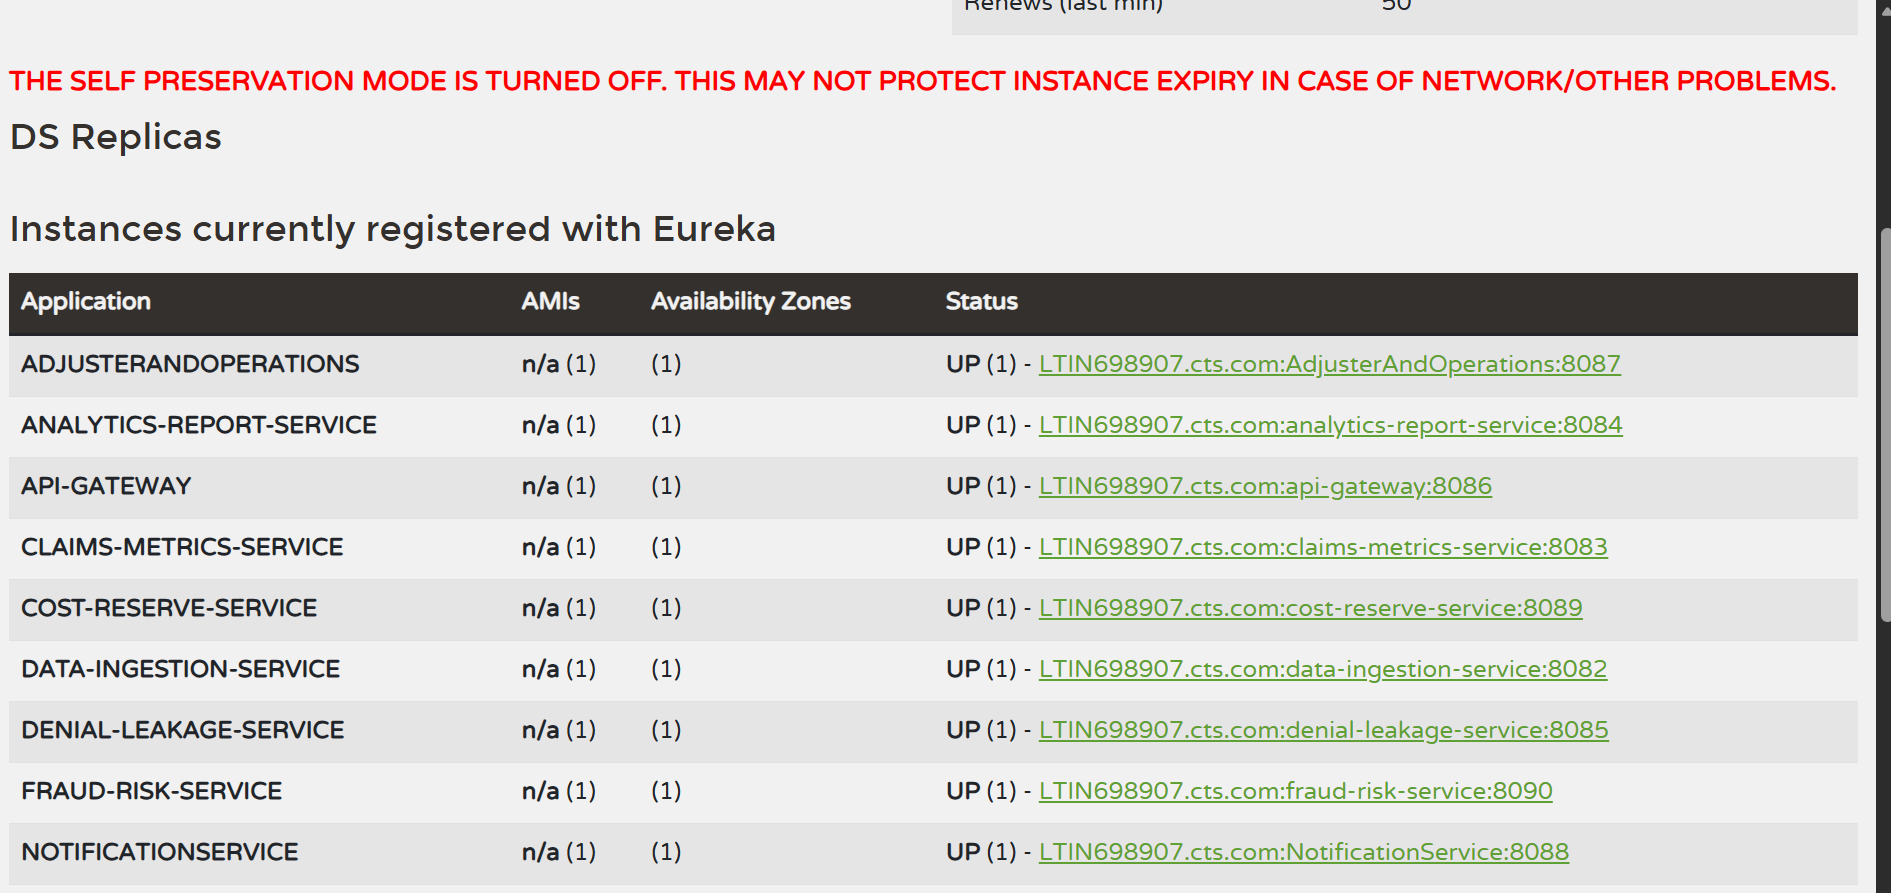 Renews (last min) 50
THE SELF PRESERVATION MODE IS TURNED OFF. THIS MAY NOT PROTECT INSTANCE EXPIRY IN CASE OF NETWORK/OTHER PROBLEMS.
DS Replicas
Instances currently registered with Eureka
Application AMIs Availability Zones Status
ADJUSTERANDOPERATIONS n/a (1) (1) UP (1) - LTIN698907.cts.com:AdjusterAndOperations:8087
ANALYTICS-REPORT-SERVICE n/a (1) (1) UP (1) - LTIN698907.cts.com:analytics-report-service:8084
API-GATEWAY n/a (1) (1) UP (1) - LTIN698907.cts.com:api-gateway:8086
CLAIMS-METRICS-SERVICE n/a (1) (1) UP (1) - LTIN698907.cts.com:claims-metrics-service:8083
COST-RESERVE-SERVICE n/a (1) (1) UP (1) - LTIN698907.cts.com:cost-reserve-service:8089
DATA-INGESTION-SERVICE n/a (1) (1) UP (1) - LTIN698907.cts.com:data-ingestion-service:8082
DENIAL-LEAKAGE-SERVICE n/a (1) (1) UP (1) - LTIN698907.cts.com:denial-leakage-service:8085
FRAUD-RISK-SERVICE n/a (1) (1) UP (1) - LTIN698907.cts.com:fraud-risk-service:8090
NOTIFICATIONSERVICE n/a (1) (1) UP (1) - LTIN698907.cts.com:NotificationService:8088